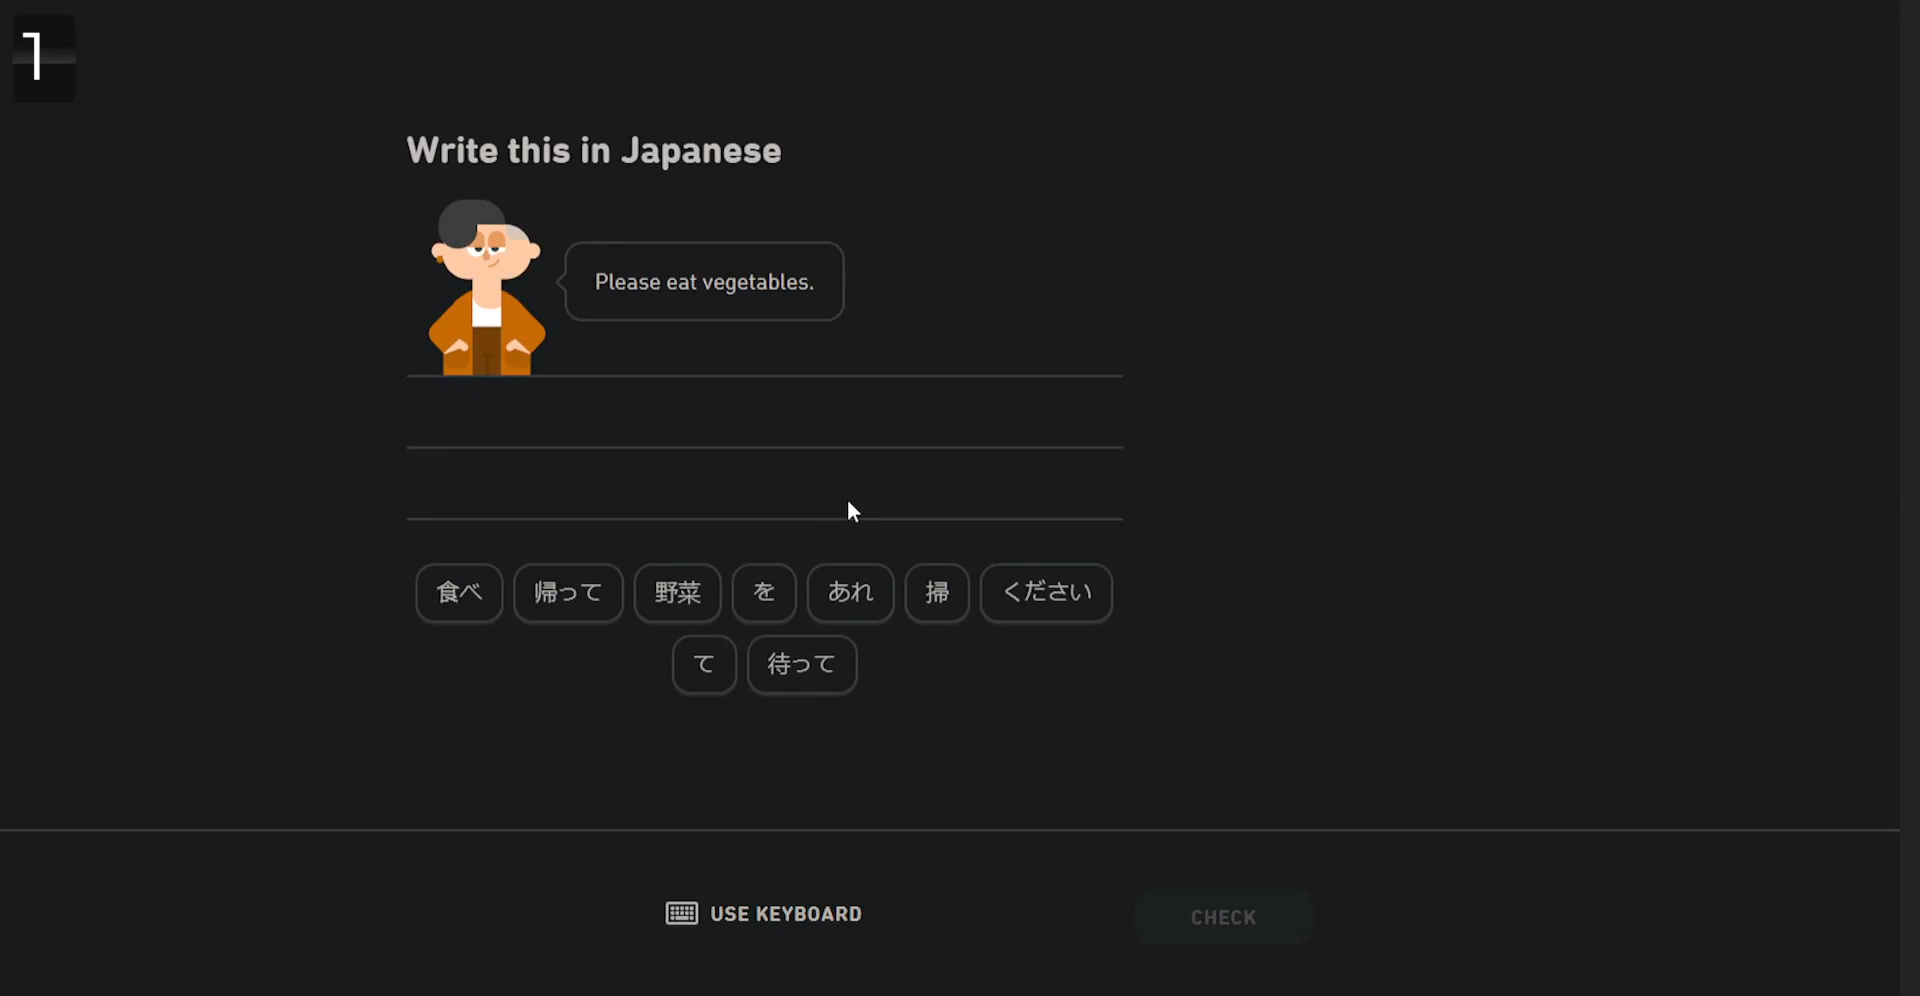 1
Write this in Japanese
Please eat vegetables.
食べ 帰って 野菜 を あれ 掃 ください
て 待って
USE KEYBOARD CHECK